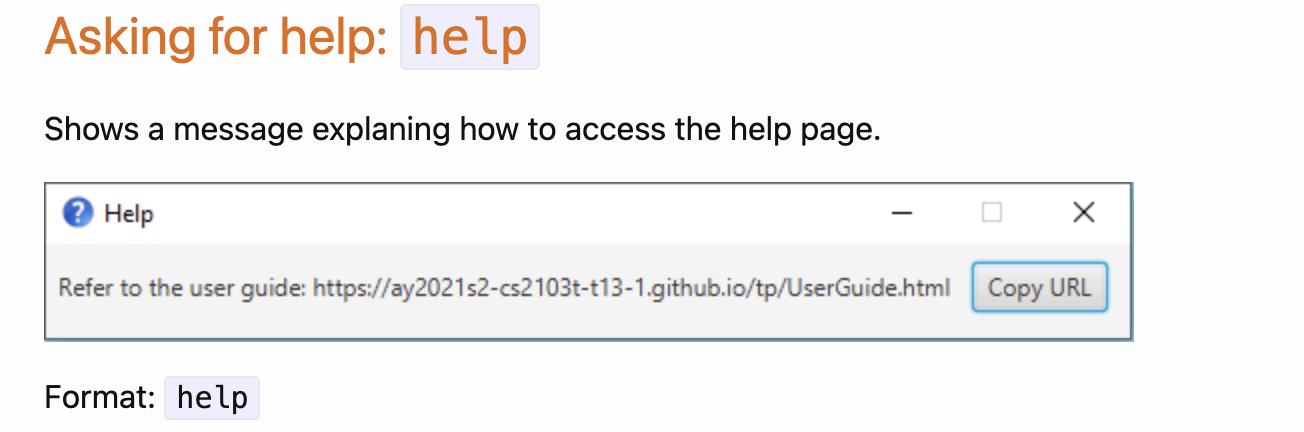 Asking for help: help
Shows a message explaning how to access the help page.
Help
Refer to the user guide: https://ay2021s2-cs2103t-t13-1.github.io/tp/UserGuide.html Copy URL
Format: help